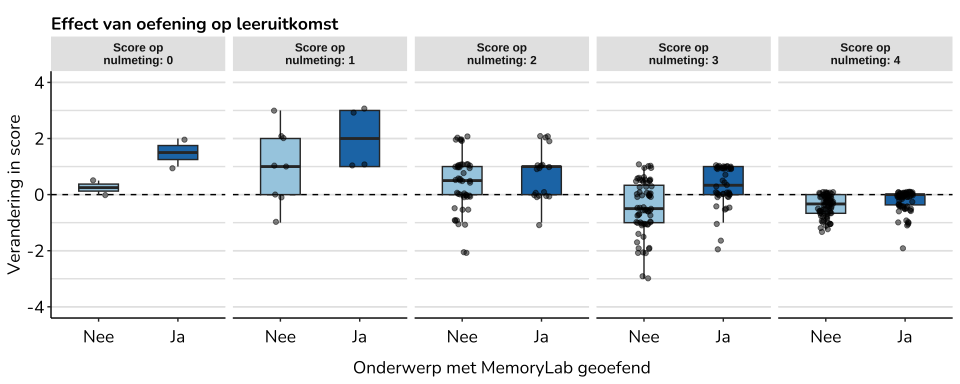 Effect van oefening op leeruitkomst
Score op
nulmeting: 0
Score op
nulmeting: 1
Score op
nulmeting: 2
Score op
nulmeting: 3
Score op
nulmeting: 4
Verandering in score
4
2
0
-2
-4
Nee Ja Nee Ja Nee Ja Nee Ja Nee Ja
Onderwerp met MemoryLab geoefend